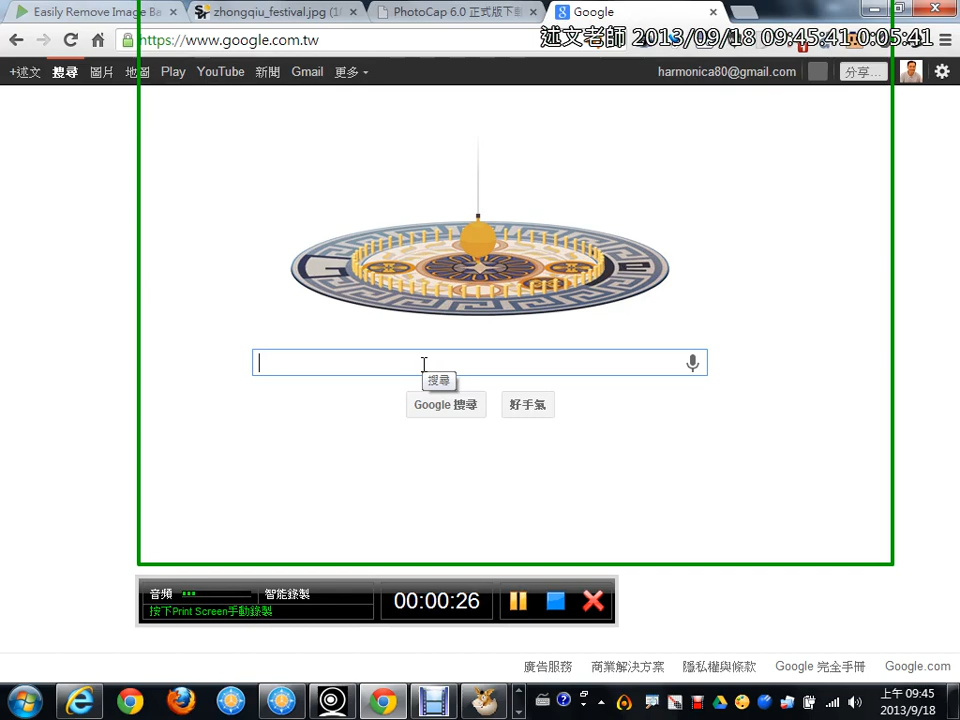 Easily Remove Image Ba
zhongqiu_festival.jpg (1
PhotoCap 6.0 正式版下載
Google
https://www.google.com.tw
述文老師 2013/09/18 09:45:41 0:05:41
+述文 搜尋 圖片 地圖 Play YouTube 新聞 Gmail 更多
harmonica80@gmail.com 分享...
搜尋
Google 搜尋 好手氣
音頻 智能錄製
按下Print Screen手動錄製
00:00:26
廣告服務 商業解決方案 隱私權與條款 Google 完全手冊 Google.com
上午 09:45
2013/9/18